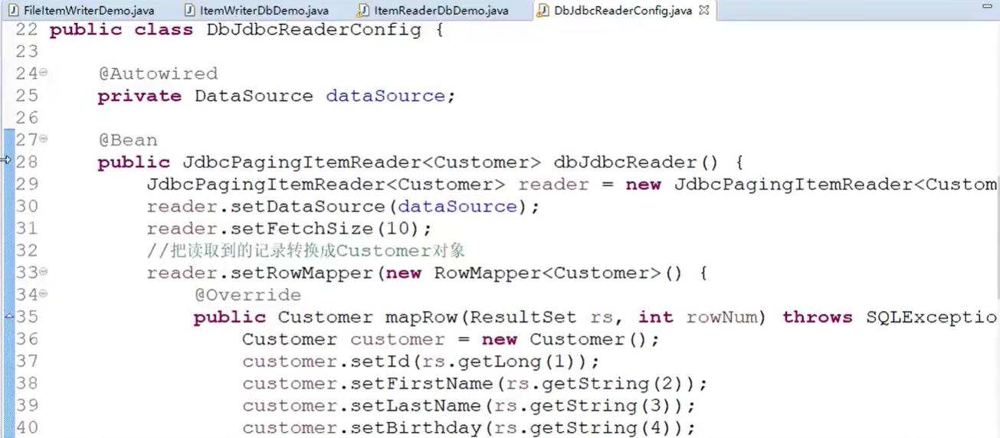 FileItemWriterDemo.java ItemWriterDbDemo.java ItemReaderDbDemo.java DbJdbcReaderConfig.java
22 public class DbJdbcReaderConfig {
23
24 @Autowired
25 private DataSource dataSource;
26
27 @Bean
28 public JdbcPagingItemReader<Customer> dbJdbcReader() {
29 JdbcPagingItemReader<Customer> reader = new JdbcPagingItemReader<Custom
30 reader.setDataSource(dataSource);
31 reader.setFetchSize(10);
32 //把读取到的记录转换成Customer对象
33 reader.setRowMapper(new RowMapper<Customer>() {
34 @Override
35 public Customer mapRow(ResultSet rs, int rowNum) throws SQLExceptio
36 Customer customer = new Customer();
37 customer.setId(rs.getLong(1));
38 customer.setFirstName(rs.getString(2));
39 customer.setLastName(rs.getString(3));
40 customer.setBirthday(rs.getString(4));